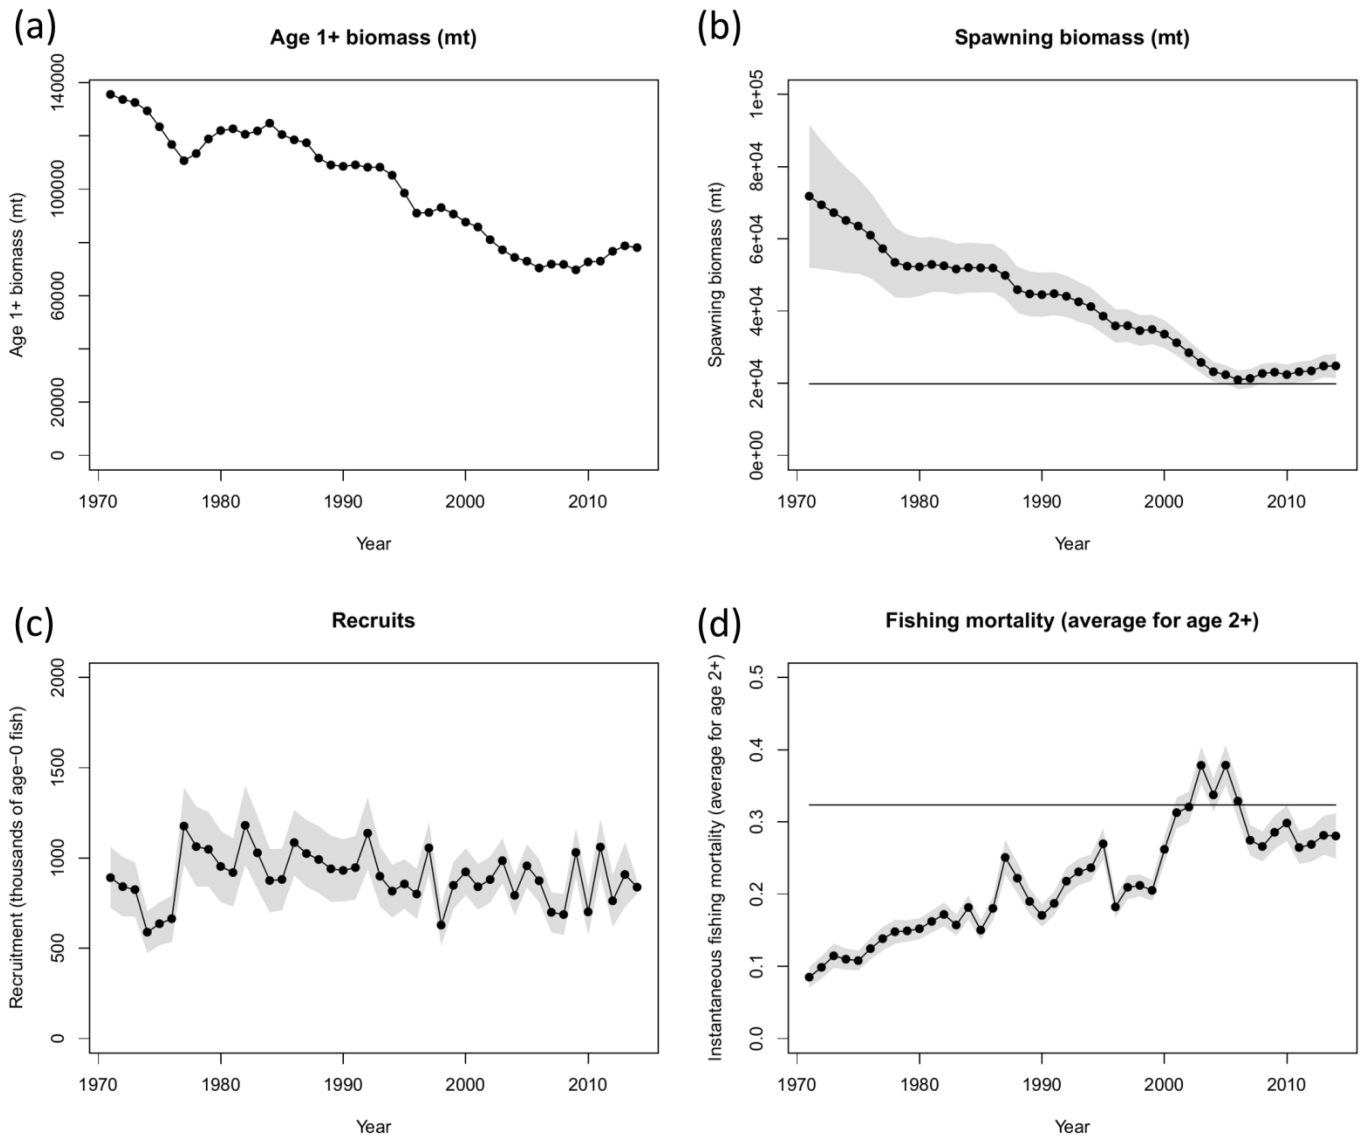 (a)
Age 1+ biomass (mt)
Age 1+ biomass (mt)
140000
100000
60000
20000
0
1970 1980 1990 2000 2010
Year
(b)
Spawning biomass (mt)
Spawning biomass (mt)
1e+05
8e+04
6e+04
4e+04
2e+04
0e+00
1970 1980 1990 2000 2010
Year
(c)
Recruits
Recruitment (thousands of age−0 fish)
2000
1500
1000
500
0
1970 1980 1990 2000 2010
Year
(d)
Fishing mortality (average for age 2+)
Instantaneous fishing mortality (average for age 2+)
0.5
0.4
0.3
0.2
0.1
0.0
1970 1980 1990 2000 2010
Year